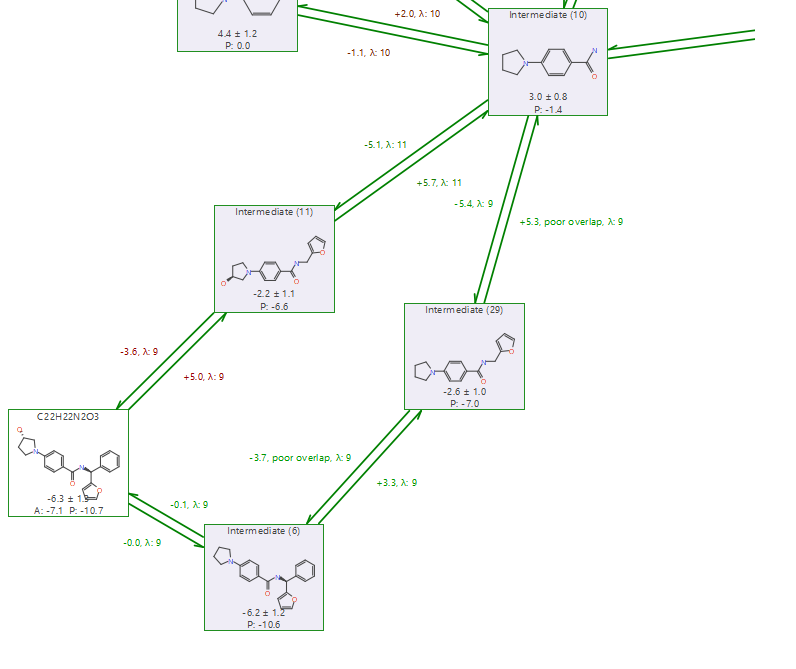 4.4 ± 1.2
P: 0.0
+2.0, λ: 10
-1.1, λ: 10
Intermediate (10)
N
N
O
3.0 ± 0.8
P: -1.4
-5.1, λ: 11
+5.7, λ: 11
-5.4, λ: 9
+5.3, poor overlap, λ: 9
Intermediate (11)
O
N
N
O
O
-2.2 ± 1.1
P: -6.6
Intermediate (29)
N
N
O
O
-2.6 ± 1.0
P: -7.0
-3.6, λ: 9
+5.0, λ: 9
C22H22N2O3
O
N
N
O
O
A: -7.1 P: -10.7
-3.7, poor overlap, λ: 9
+3.3, λ: 9
-0.1, λ: 9
-0.0, λ: 9
Intermediate (6)
N
N
O
O
-6.2 ± 1.2
P: -10.6